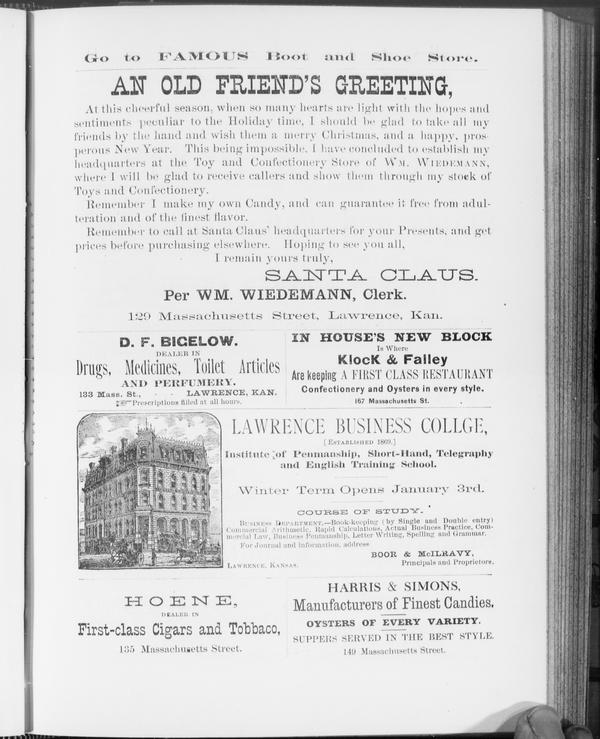 Go to FAMOUS Boot and Shoe Store.
AN OLD FRIEND'S GREETING,
At this cheerful season, when so many hearts are light with the hopes and
sentiments peculiar to the Holiday time, I should be glad to take all my
friends by the hand and wish them a merry Christmas, and a happy, pros-
perous New Year. This being impossible, I have concluded to establish my
headquarters at the Toy and Confectionery Store of WM. WIEDEMANN,
where I will be glad to receive callers and show them through my stock of
Toys and Confectionery.
Remember I make my own Candy, and can guarantee it free from adul-
teration and of the finest flavor.
Remember to call at Santa Claus' headquarters for your Presents, and get
prices before purchasing elsewhere. Hoping to see you all,
I remain yours truly,
SANTA CLAUS.
Per WM. WIEDEMANN, Clerk.
129 Massachusetts Street, Lawrence, Kan.
D. F. BIGELOW.
DEALER IN
Drugs, Medicines, Toilet Articles
AND PERFUMERY.
133 Mass. St., - - LAWRENCE, KAN.
☞Prescriptions filled at all hours.
IN HOUSE'S NEW BLOCK
Is Where
KlocK & Falley
Are keeping A FIRST CLASS RESTAURANT
Confectionery and Oysters in every style.
167 Massachusetts St.
LAWRENCE BUSINESS COLLGE,
[ESTABLISHED 1869.]
Institute of Penmanship, Short-Hand, Telegraphy
and English Training School.
Winter Term Opens January 3rd.
COURSE OF STUDY.
BUSINESS DEPARTMENT.—Book-keeping (by Single and Double entry)
Commercial Arithmetic, Rapid Calculations, Actual Business Practice, Com-
mercial Law, Business Penmanship, Letter Writing, Spelling and Grammar.
For Journal and information, address
BOOR & McILRAVY,
LAWRENCE, KANSAS. Principals and Proprietors.
HOENE,
DEALER IN
First-class Cigars and Tobbaco,
135 Massachusetts Street.
HARRIS & SIMONS,
Manufacturers of Finest Candies.
OYSTERS OF EVERY VARIETY.
SUPPERS SERVED IN THE BEST STYLE.
149 Massachusetts Street.